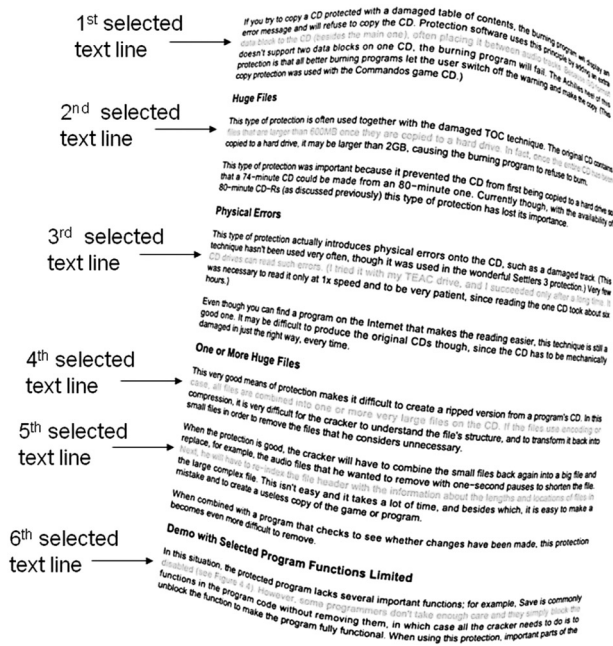 1st selected
text line
2nd selected
text line
3rd selected
text line
4th selected
text line
5th selected
text line
6th selected
text line
If you try to copy a CD protected with a damaged table of contents, the burning program will display an
error message and will refuse to copy the CD. Protection software uses this principle by adding an extra
data block to the CD (besides the main one), often placing it between audio tracks. Because
doesn't support two data blocks on one CD, the burning program will fail. The Achilles heel of this
protection is that all better burning programs let the user switch off the warning and make the copy. (This
copy protection was used with the Commandos game CD.)
Huge Files
This type of protection is often used together with the damaged TOC technique. The original CD contains
files that are larger than 600MB once they are copied to a hard drive. In fact, once the entire CD has been
copied to a hard drive, it may be larger than 2GB, causing the burning program to refuse to burn.
This type of protection was important because it prevented the CD from first being copied to a hard drive so
that a 74-minute CD could be made from an 80-minute one. Currently though, with the availability of
80-minute CD-Rs (as discussed previously) this type of protection has lost its importance.
Physical Errors
This type of protection actually introduces physical errors onto the CD, such as a damaged track. (This
technique hasn't been used very often, though it was used in the wonderful Settlers 3 protection.) Very few
CD drives can read such errors. (I tried it with my TEAC drive, and I succeeded only after a long time. It
was necessary to read it only at 1x speed and to be very patient, since reading the one CD took about six
hours.)
Even though you can find a program on the Internet that makes the reading easier, this technique is still a
good one. It may be difficult to produce the original CDs though, since the CD has to be mechanically
damaged in just the right way, every time.
One or More Huge Files
This very good means of protection makes it difficult to create a ripped version from a program's CD. In this
case, all files are combined into one or more very large files on the CD. If the files use encoding or
compression, it is very difficult for the cracker to understand the file's structure, and to transform it back into
small files in order to remove the files that he considers unnecessary.
When the protection is good, the cracker will have to combine the small files back again into a big file and
replace, for example, the audio files that he wanted to remove with one-second pauses to shorten the file.
Next, he will have to re-index the file header with the information about the lengths and locations of files in
the large complex file. This isn't easy and it takes a lot of time, and besides which, it is easy to make a
mistake and to create a useless copy of the game or program.
When combined with a program that checks to see whether changes have been made, this protection
becomes even more difficult to remove.
Demo with Selected Program Functions Limited
In this situation, the protected program lacks several important functions; for example, Save is commonly
disabled (see Figure 4.4). However, some programmers don't take enough care and they simply block the
functions in the program code without removing them, in which case all the cracker needs to do is to
unblock the function to make the program fully functional. When using this protection, important parts of the